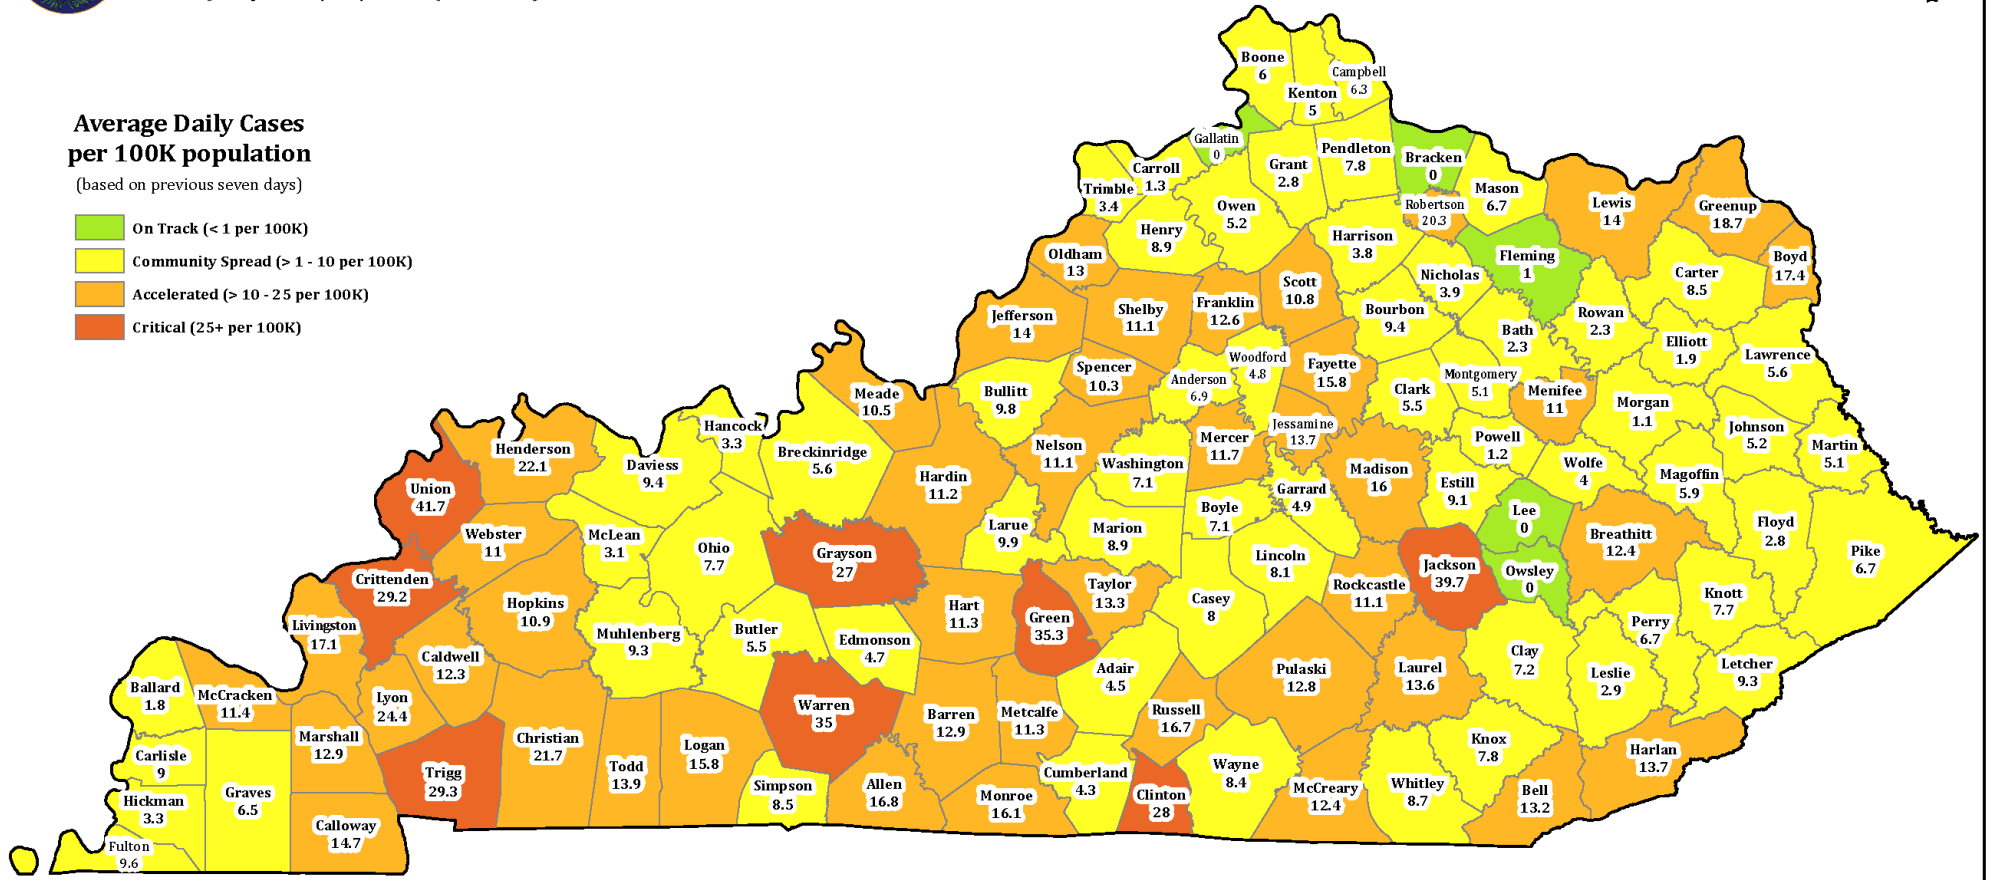 Average Daily Cases
per 100K population
(based on previous seven days)
On Track (< 1 per 100K)
Community Spread (> 1 - 10 per 100K)
Accelerated (> 10 - 25 per 100K)
Critical (25+ per 100K)
Boone
6
Kenton
5
Campbell
6.3
Gallatin
0
Carroll
1.3
Trimble
3.4
Grant
2.8
Pendleton
7.8
Bracken
0
Mason
6.7
Robertson
20.3
Lewis
14
Greenup
18.7
Boyd
17.4
Owen
5.2
Henry
8.9
Oldham
13
Harrison
3.8
Nicholas
3.9
Fleming
1
Carter
8.5
Rowan
2.3
Elliott
1.9
Lawrence
5.6
Jefferson
14
Shelby
11.1
Franklin
12.6
Scott
10.8
Bourbon
9.4
Bath
2.3
Woodford
4.8
Fayette
15.8
Montgomery
5.1
Menifee
11
Morgan
1.1
Johnson
5.2
Martin
5.1
Spencer
10.3
Anderson
6.9
Clark
5.5
Bullitt
9.8
Meade
10.5
Hancock
3.3
Breckinridge
5.6
Nelson
11.1
Washington
7.1
Mercer
11.7
Jessamine
13.7
Madison
16
Powell
1.2
Wolfe
4
Magoffin
5.9
Estill
9.1
Garrard
4.9
Henderson
22.1
Daviess
9.4
Union
41.7
Webster
11
McLean
3.1
Ohio
7.7
Grayson
27
Hardin
11.2
Larue
9.9
Marion
8.9
Boyle
7.1
Lincoln
8.1
Lee
0
Breathitt
12.4
Floyd
2.8
Pike
6.7
Owsley
0
Jackson
39.7
Rockcastle
11.1
Knott
7.7
Perry
6.7
Letcher
9.3
Crittenden
29.2
Hopkins
10.9
Livingston
17.1
Caldwell
12.3
Muhlenberg
9.3
Butler
5.5
Edmonson
4.7
Hart
11.3
Green
35.3
Taylor
13.3
Casey
8
Adair
4.5
Pulaski
12.8
Laurel
13.6
Clay
7.2
Leslie
2.9
Ballard
1.8
McCracken
11.4
Lyon
24.4
Marshall
12.9
Carlisle
9
Hickman
3.3
Graves
6.5
Fulton
9.6
Calloway
14.7
Trigg
29.3
Christian
21.7
Todd
13.9
Logan
15.8
Warren
35
Simpson
8.5
Allen
16.8
Barren
12.9
Metcalfe
11.3
Monroe
16.1
Cumberland
4.3
Russell
16.7
Clinton
28
Wayne
8.4
McCreary
12.4
Whitley
8.7
Knox
7.8
Bell
13.2
Harlan
13.7